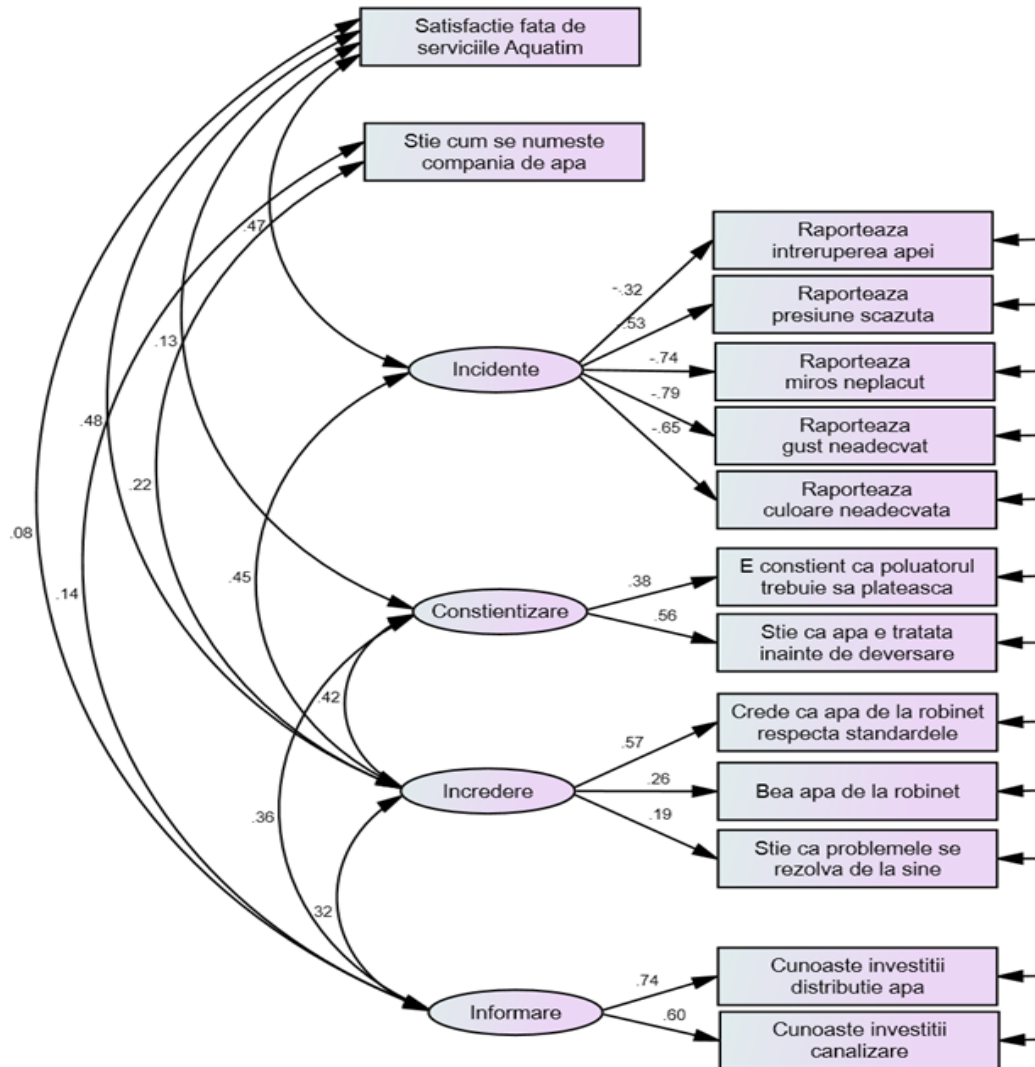 Satisfactie fata de
serviciile Aquatim
Stie cum se numeste
compania de apa
.47
Raporteaza
intreruperea apei
-.32
Raporteaza
presiune scazuta
.53
.13
Incidente
-.74
Raporteaza
miros neplacut
-.79
-.65
Raporteaza
gust neadecvat
.48
.22
Raporteaza
culoare neadecvata
.08
.14
.45
E constient ca poluatorul
trebuie sa plateasca
.38
Constientizare
.56
Stie ca apa e tratata
inainte de deversare
.42
Crede ca apa de la robinet
respecta standardele
.57
Incredere
.26
Bea apa de la robinet
.19
.36
Stie ca problemele se
rezolva de la sine
.32
Cunoaste investitii
distributie apa
.74
Informare
.60
Cunoaste investitii
canalizare